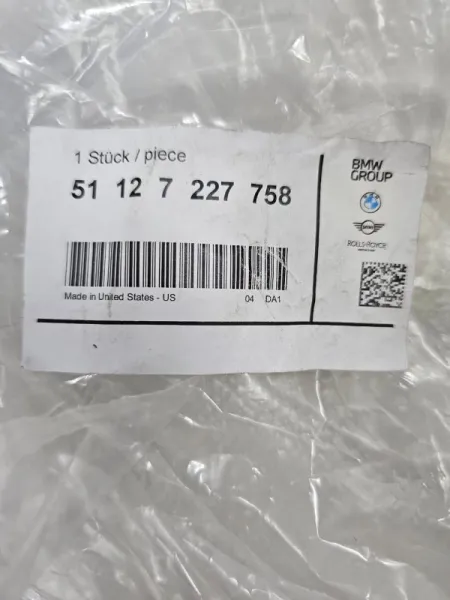 1 Stück / piece
51 12 7 227 758
Made in United States - US 04 DA1
BMW
GROUP
ROLLS-ROYCE